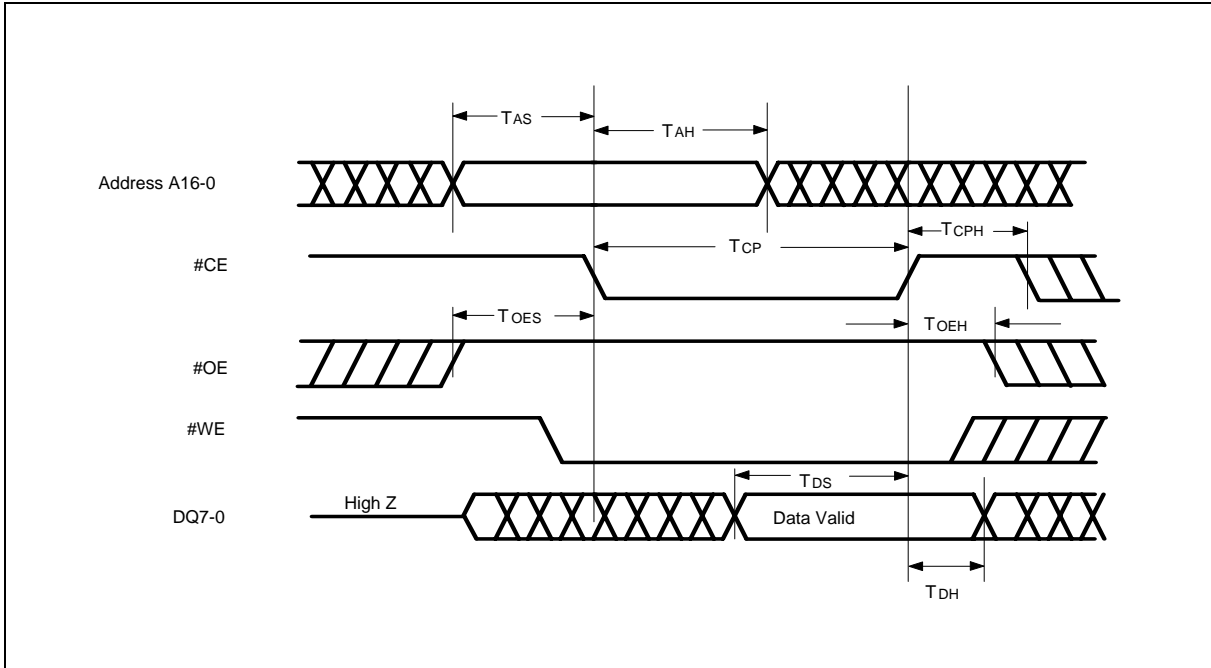 TAS
TAH
Address A16-0
TCPH
TCP
#CE
TOES
TOEH
#OE
#WE
TDS
High Z
DQ7-0
Data Valid
TDH